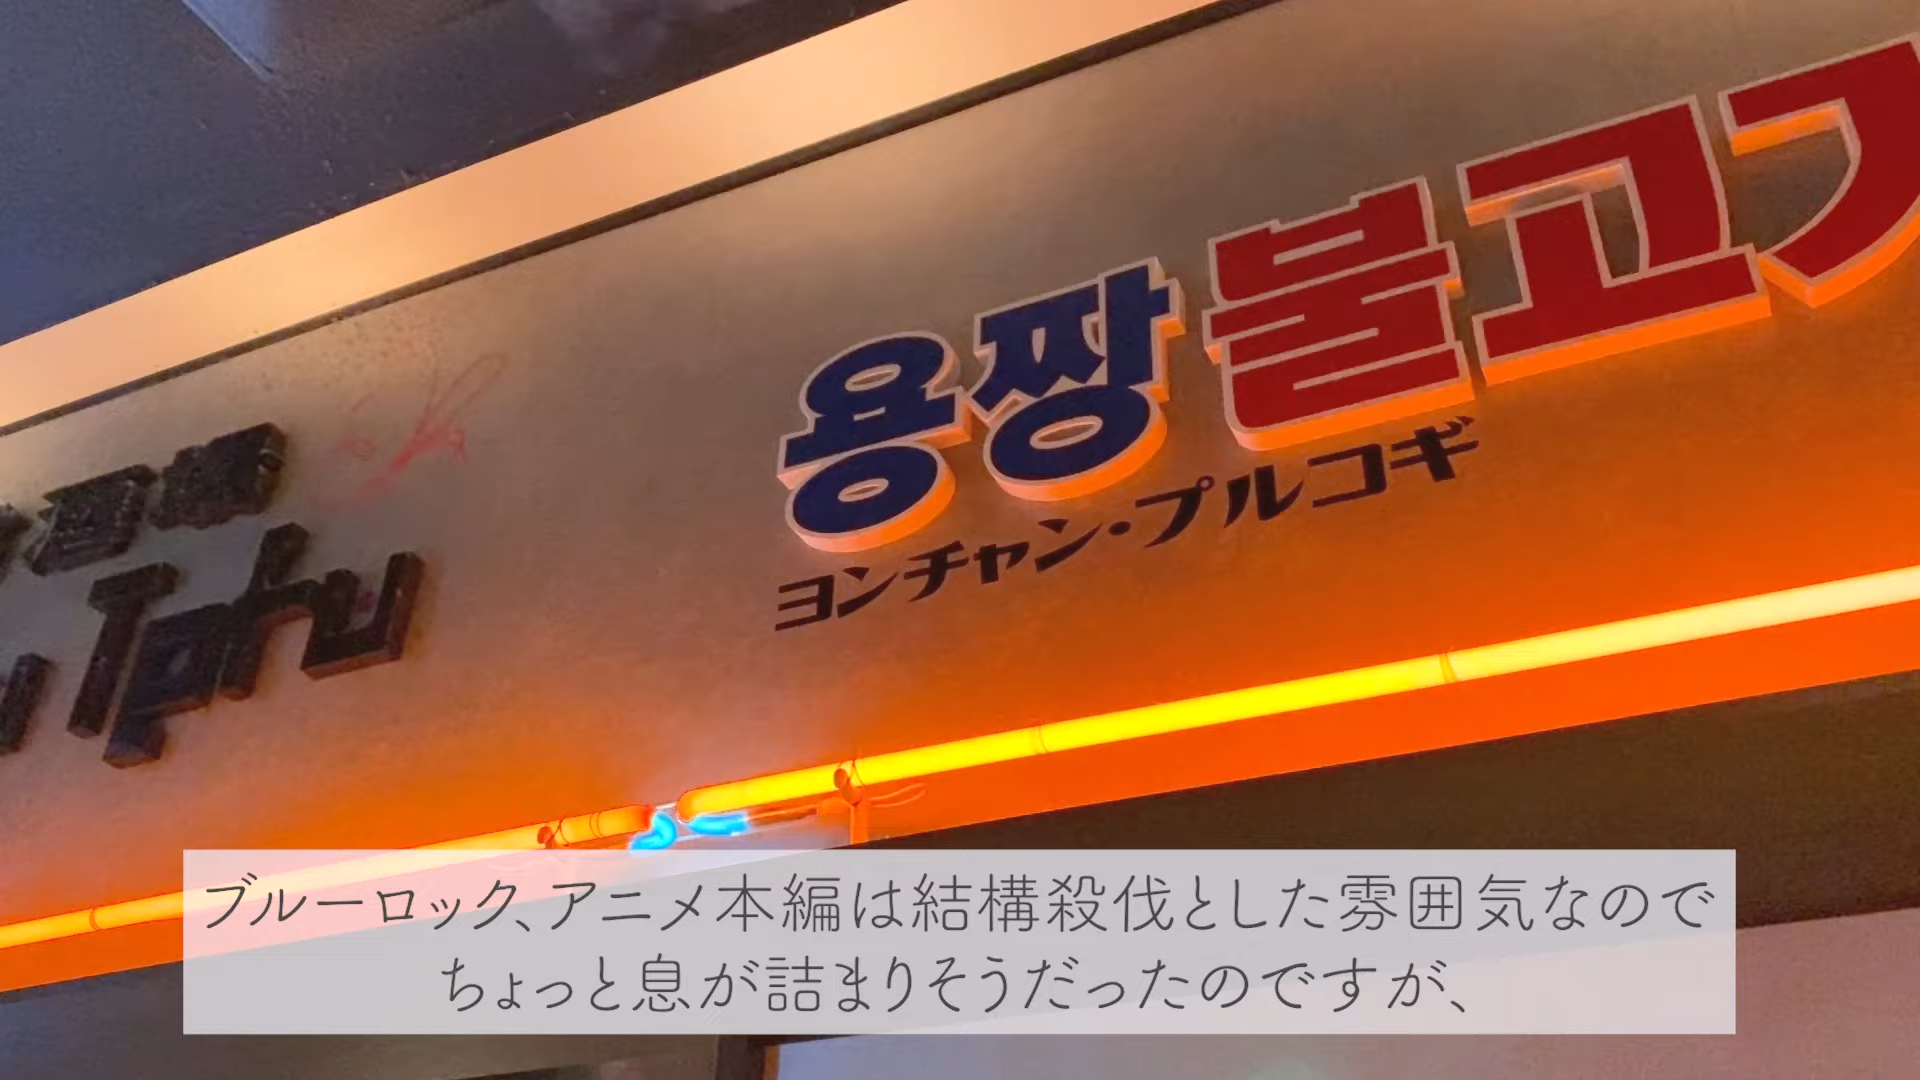 용짱불고기
ヨンチャン・プルコギ
Tophu
ブルーロック、アニメ本編は結構殺伐とした雰囲気なので
ちょっと息が詰まりそうだったのですが、